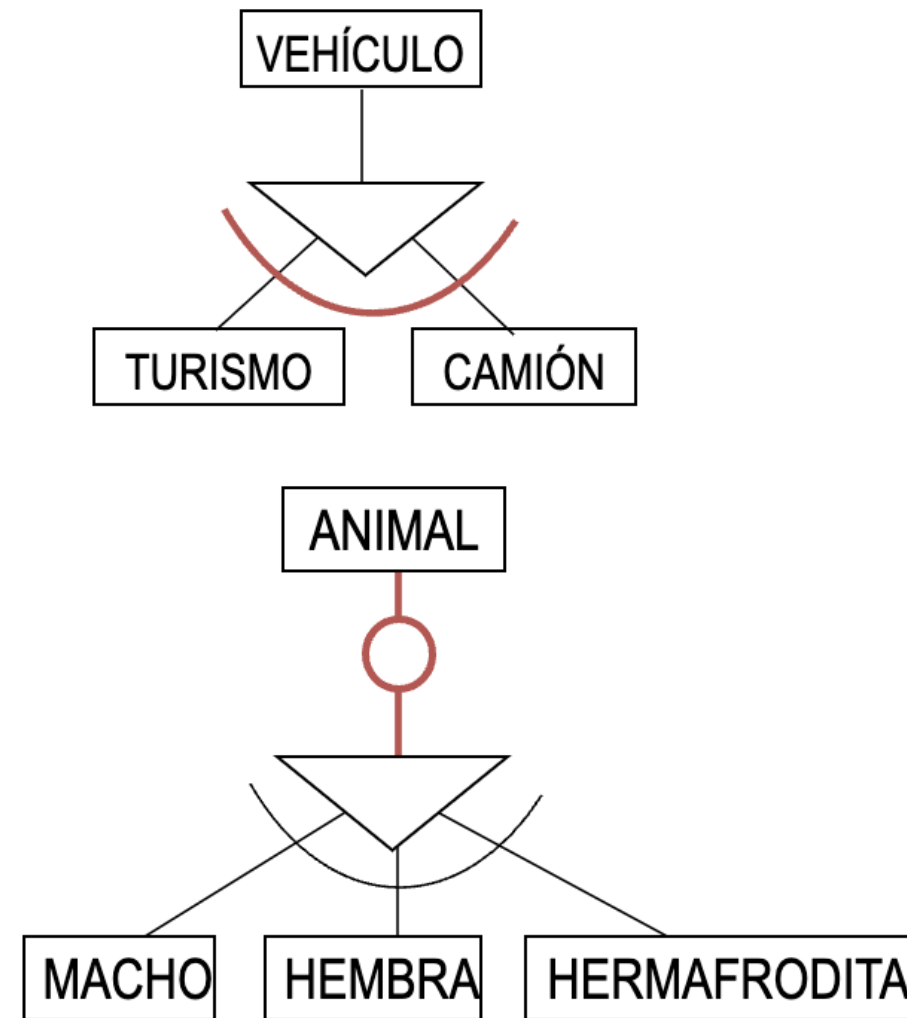 VEHÍCULO
TURISMO
CAMIÓN
ANIMAL
MACHO
HEMBRA
HERMAFRODITA